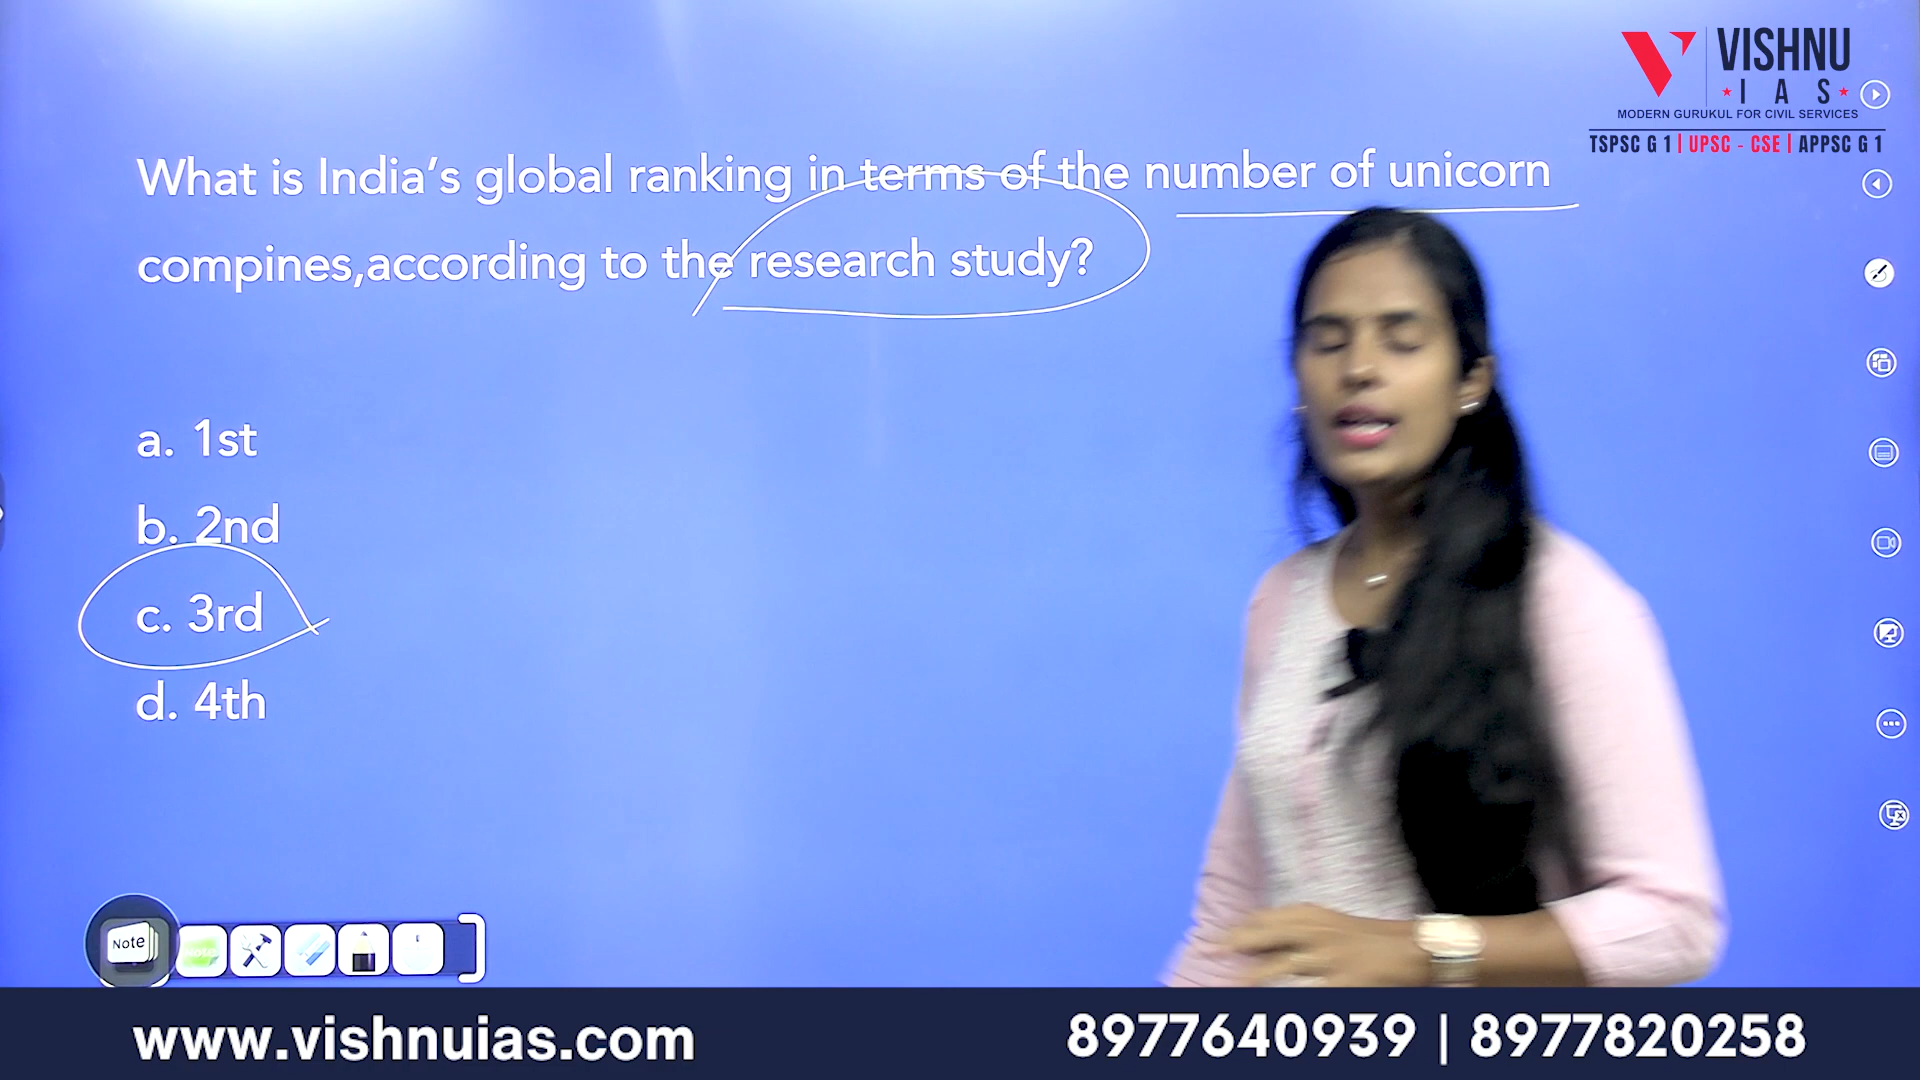 VISHNU
IAS
MODERN GURUKUL FOR CIVIL SERVICES
TSPSC G 1 | UPSC - CSE | APPSC G 1
What is India's global ranking in terms of the number of unicorn
compines,according to the research study?
a. 1st
b. 2nd
c. 3rd
d. 4th
Note
www.vishnuias.com
8977640939 | 8977820258